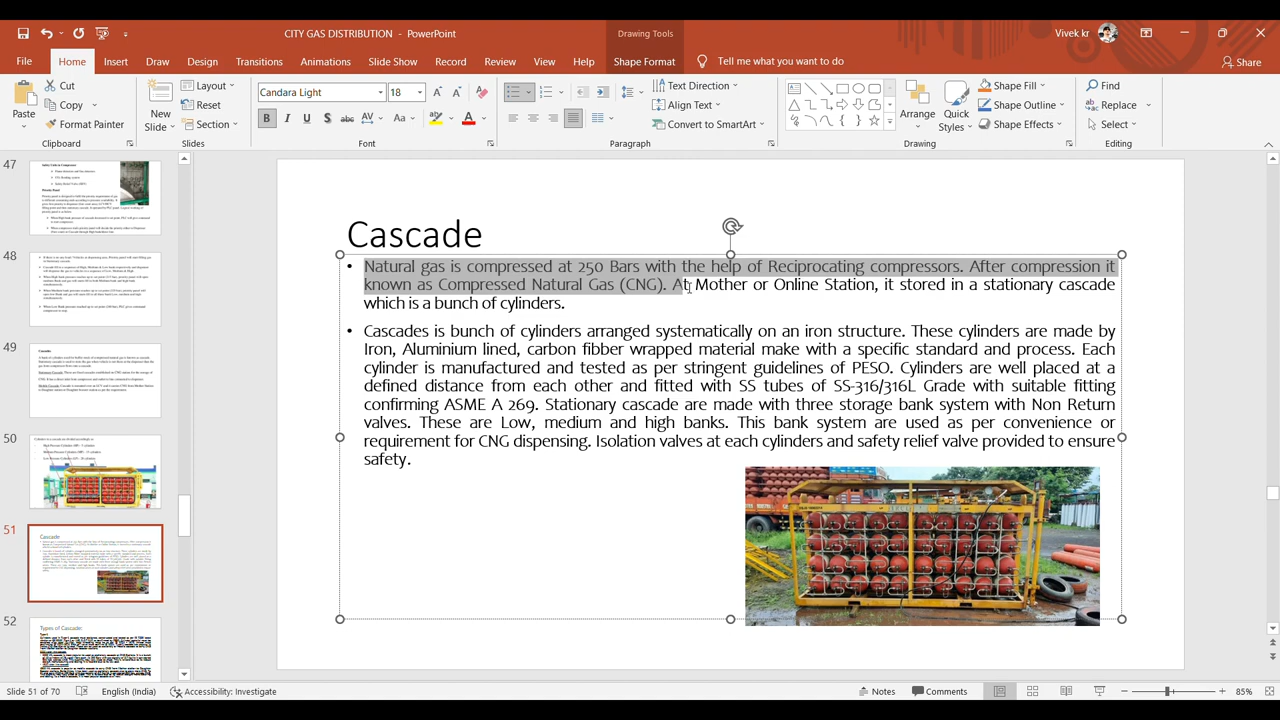 CITY GAS DISTRIBUTION - PowerPoint
Drawing Tools
Vivek kr
File Home Insert Draw Design Transitions Animations Slide Show Record Review View Help Shape Format Tell me what you want to do Share
Paste
Cut
Copy
Format Painter
Clipboard
New Slide
Layout
Reset
Section
Slides
Candara Light 18
Font
Text Direction
Align Text
Convert to SmartArt
Paragraph
Arrange
Quick Styles
Shape Fill
Shape Outline
Shape Effects
Drawing
Find
Replace
Select
Editing
47
48
49
50
51
52
Cascade
Types of Cascade:
Cascade
• Natural gas is compressed at 250 Bars with the help of reciprocating compressor. After compression it
known as Compressed Natural Gas (CNG). At Mother or Online Station, it stored in a stationary cascade
which is a bunch of cylinders.
• Cascades is bunch of cylinders arranged systematically on an iron structure. These cylinders are made by
Iron, Aluminium lined, carbon fibber wrapped material made with a specific standard and process. Each
cylinder is manufactured and tested as per stringent guidelines of PESO. Cylinders are well placed at a
defined distance from each other and fitted with SS tubes of SS-316/316L Grade with suitable fitting
confirming ASME A 269. Stationary cascade are made with three storage bank system with Non Return
valves. These are Low, medium and high banks. This bank system are used as per convenience or
requirement for CNG dispensing. Isolation valves at each cylinders and safety relief valve provided to ensure
safety.
Slide 51 of 70 English (India) Accessibility: Investigate Notes Comments 85%